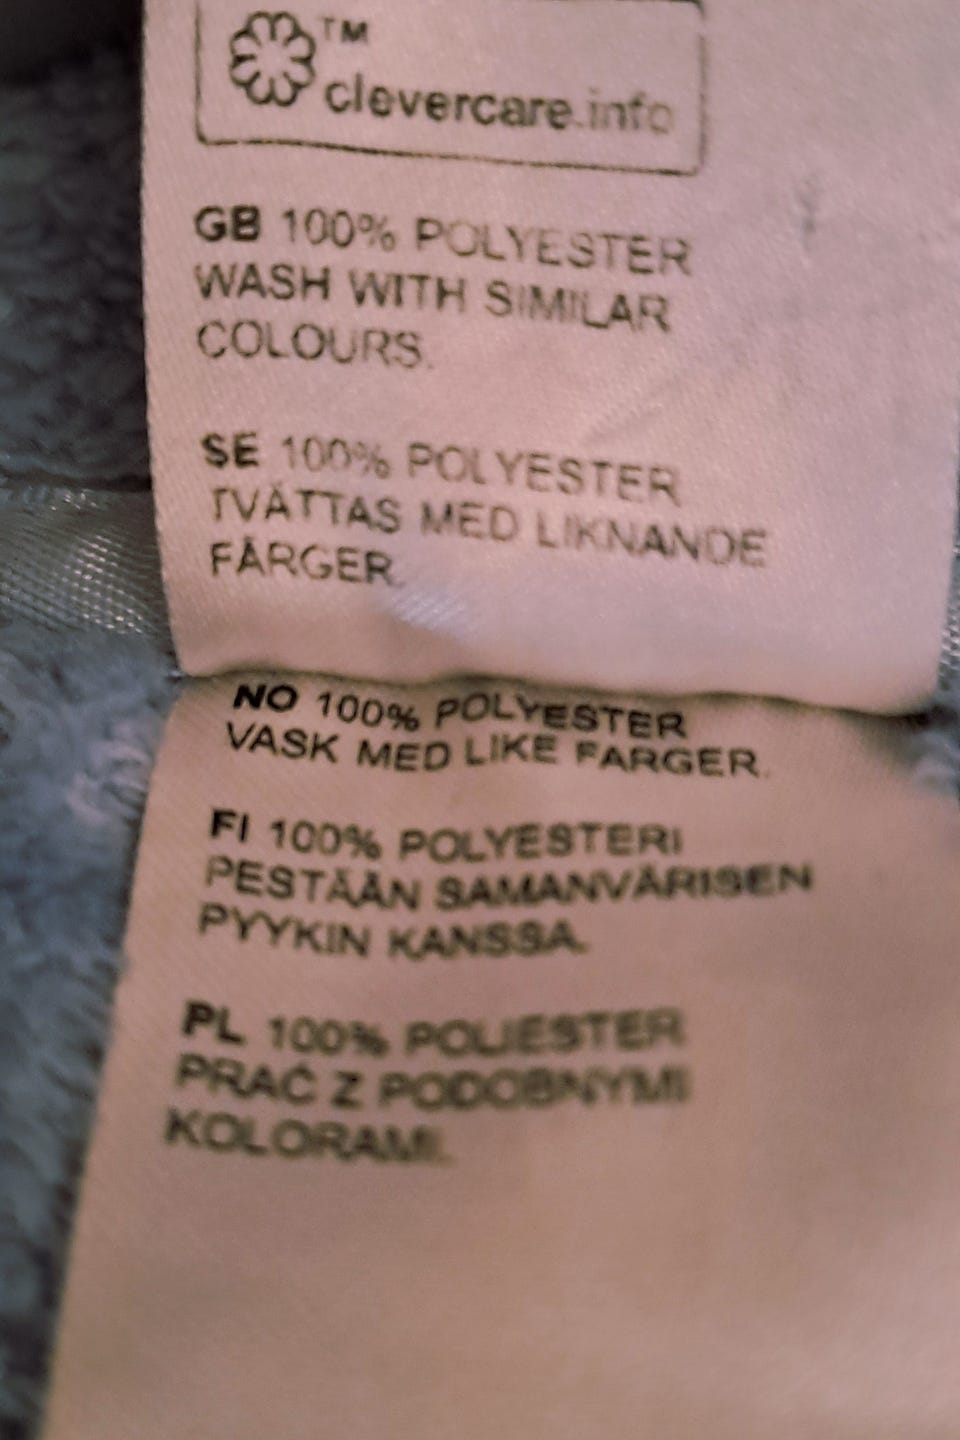 TM
clevercare.info
GB 100% POLYESTER
WASH WITH SIMILAR
COLOURS.
SE 100% POLYESTER
TVÄTTAS MED LIKNANDE
FÄRGER.
NO 100% POLYESTER
VASK MED LIKE FARGER.
FI 100% POLYESTERI
PESTÄÄN SAMANVÄRISEN
PYYKIN KANSSA.
PL 100% POLIESTER
PRAĆ Z PODOBNYMI
KOLORAMI.